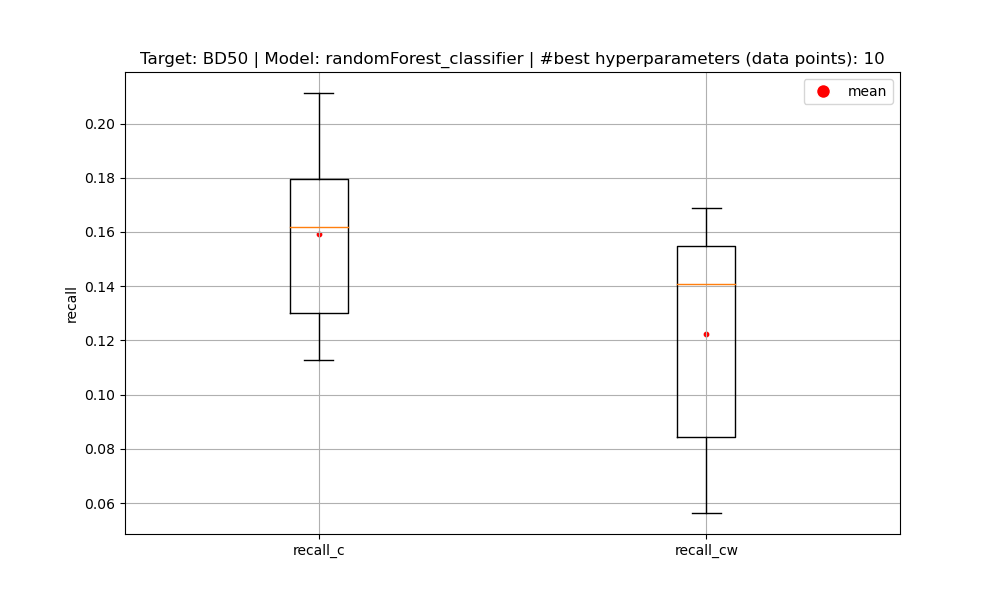 Target: BD50 | Model: randomForest_classifier | #best hyperparameters (data points): 10
mean
0.20
0.18
0.16
0.14
0.12
0.10
0.08
0.06
recall
recall_c
recall_cw